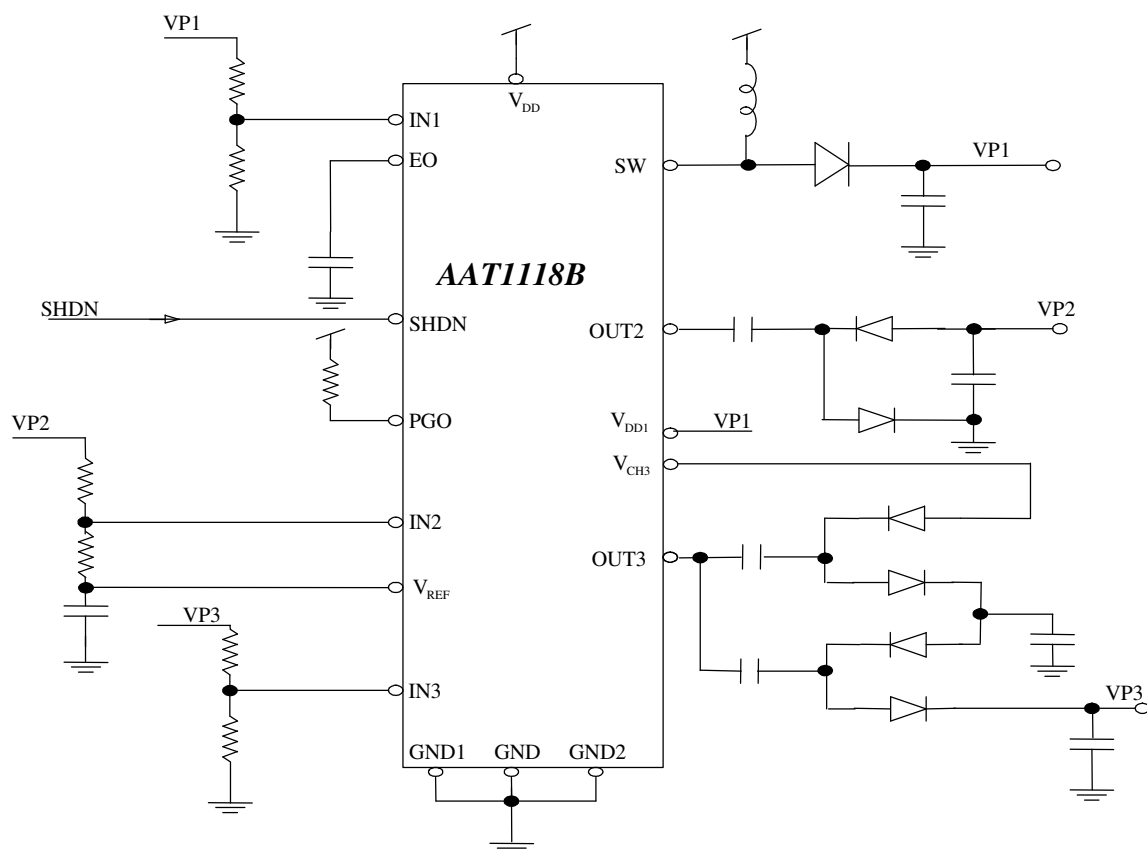 VP1
V_DD
IN1
EO
SW
VP1
AAT1118B
SHDN
SHDN
OUT2
VP2
PGO
V_DD1
VP1
VP2
V_CH3
IN2
OUT3
V_REF
VP3
IN3
VP3
GND1 GND GND2